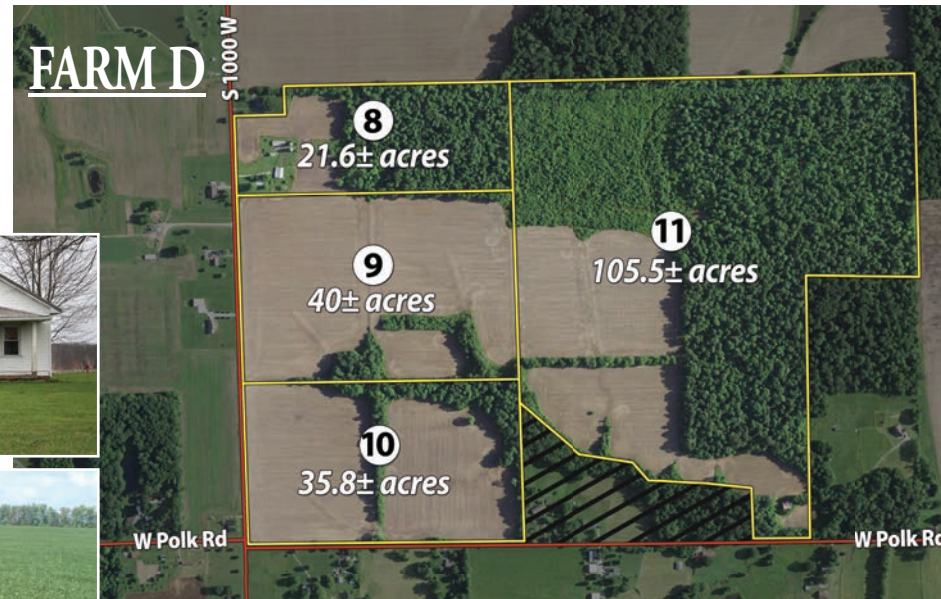 FARM D
S 1000 W
8
21.6± acres
9
40± acres
11
105.5± acres
10
35.8± acres
W Polk Rd
W Polk Rd